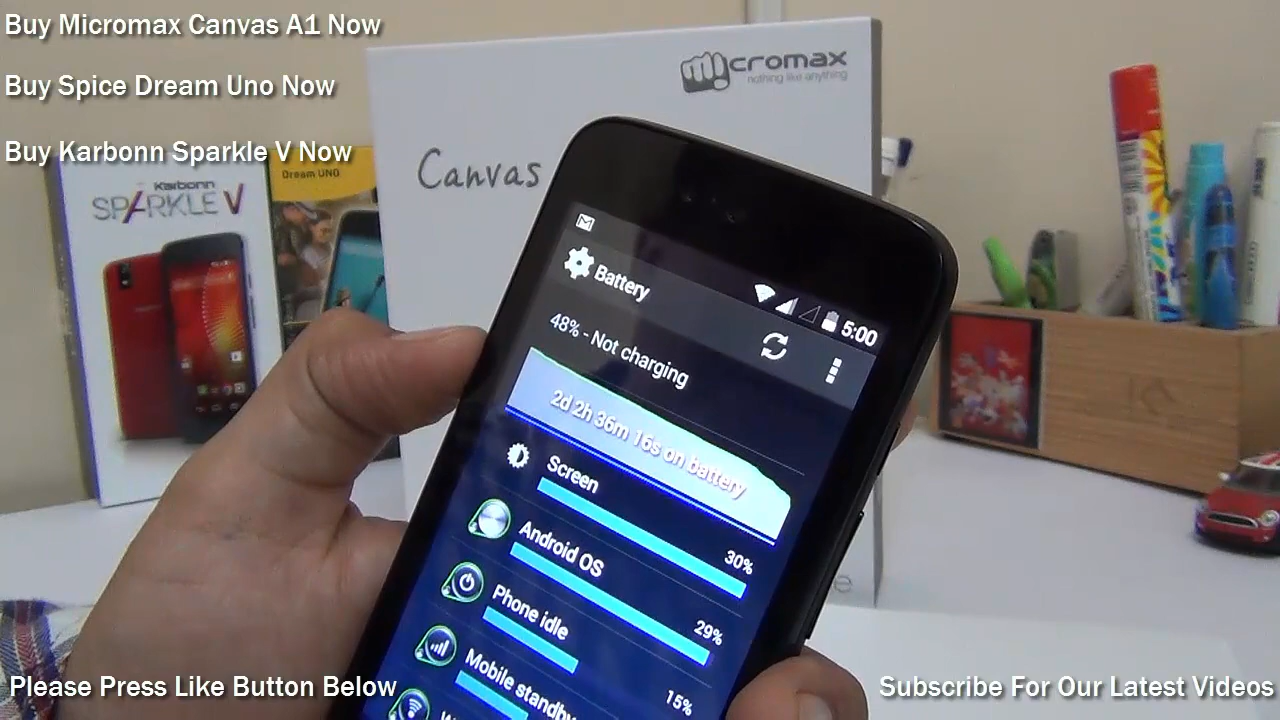 Buy Micromax Canvas A1 Now
Buy Spice Dream Uno Now
Buy Karbonn Sparkle V Now
micromax
nothing like anything
Canvas
Karbonn
SPARKLE V
Dream UNO
5:00
Battery
48% - Not charging
2d 2h 36m 16s on battery
Screen
30%
Android OS
29%
Phone idle
15%
Mobile standby
Please Press Like Button Below
Subscribe For Our Latest Videos